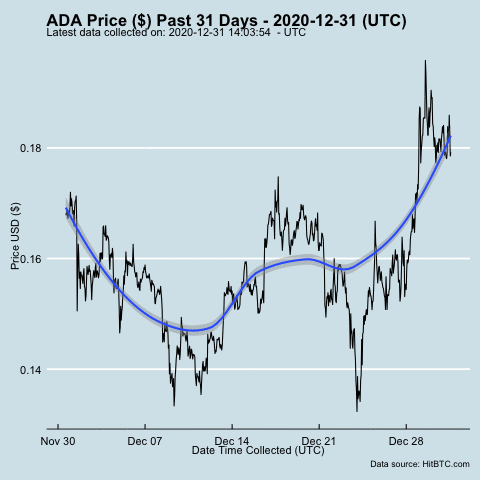 ADA Price ($) Past 31 Days - 2020-12-31 (UTC)
Latest data collected on: 2020-12-31 14:03:54 - UTC
Price USD ($)
0.18
0.16
0.14
Nov 30 Dec 07 Dec 14 Dec 21 Dec 28
Date Time Collected (UTC)
Data source: HitBTC.com